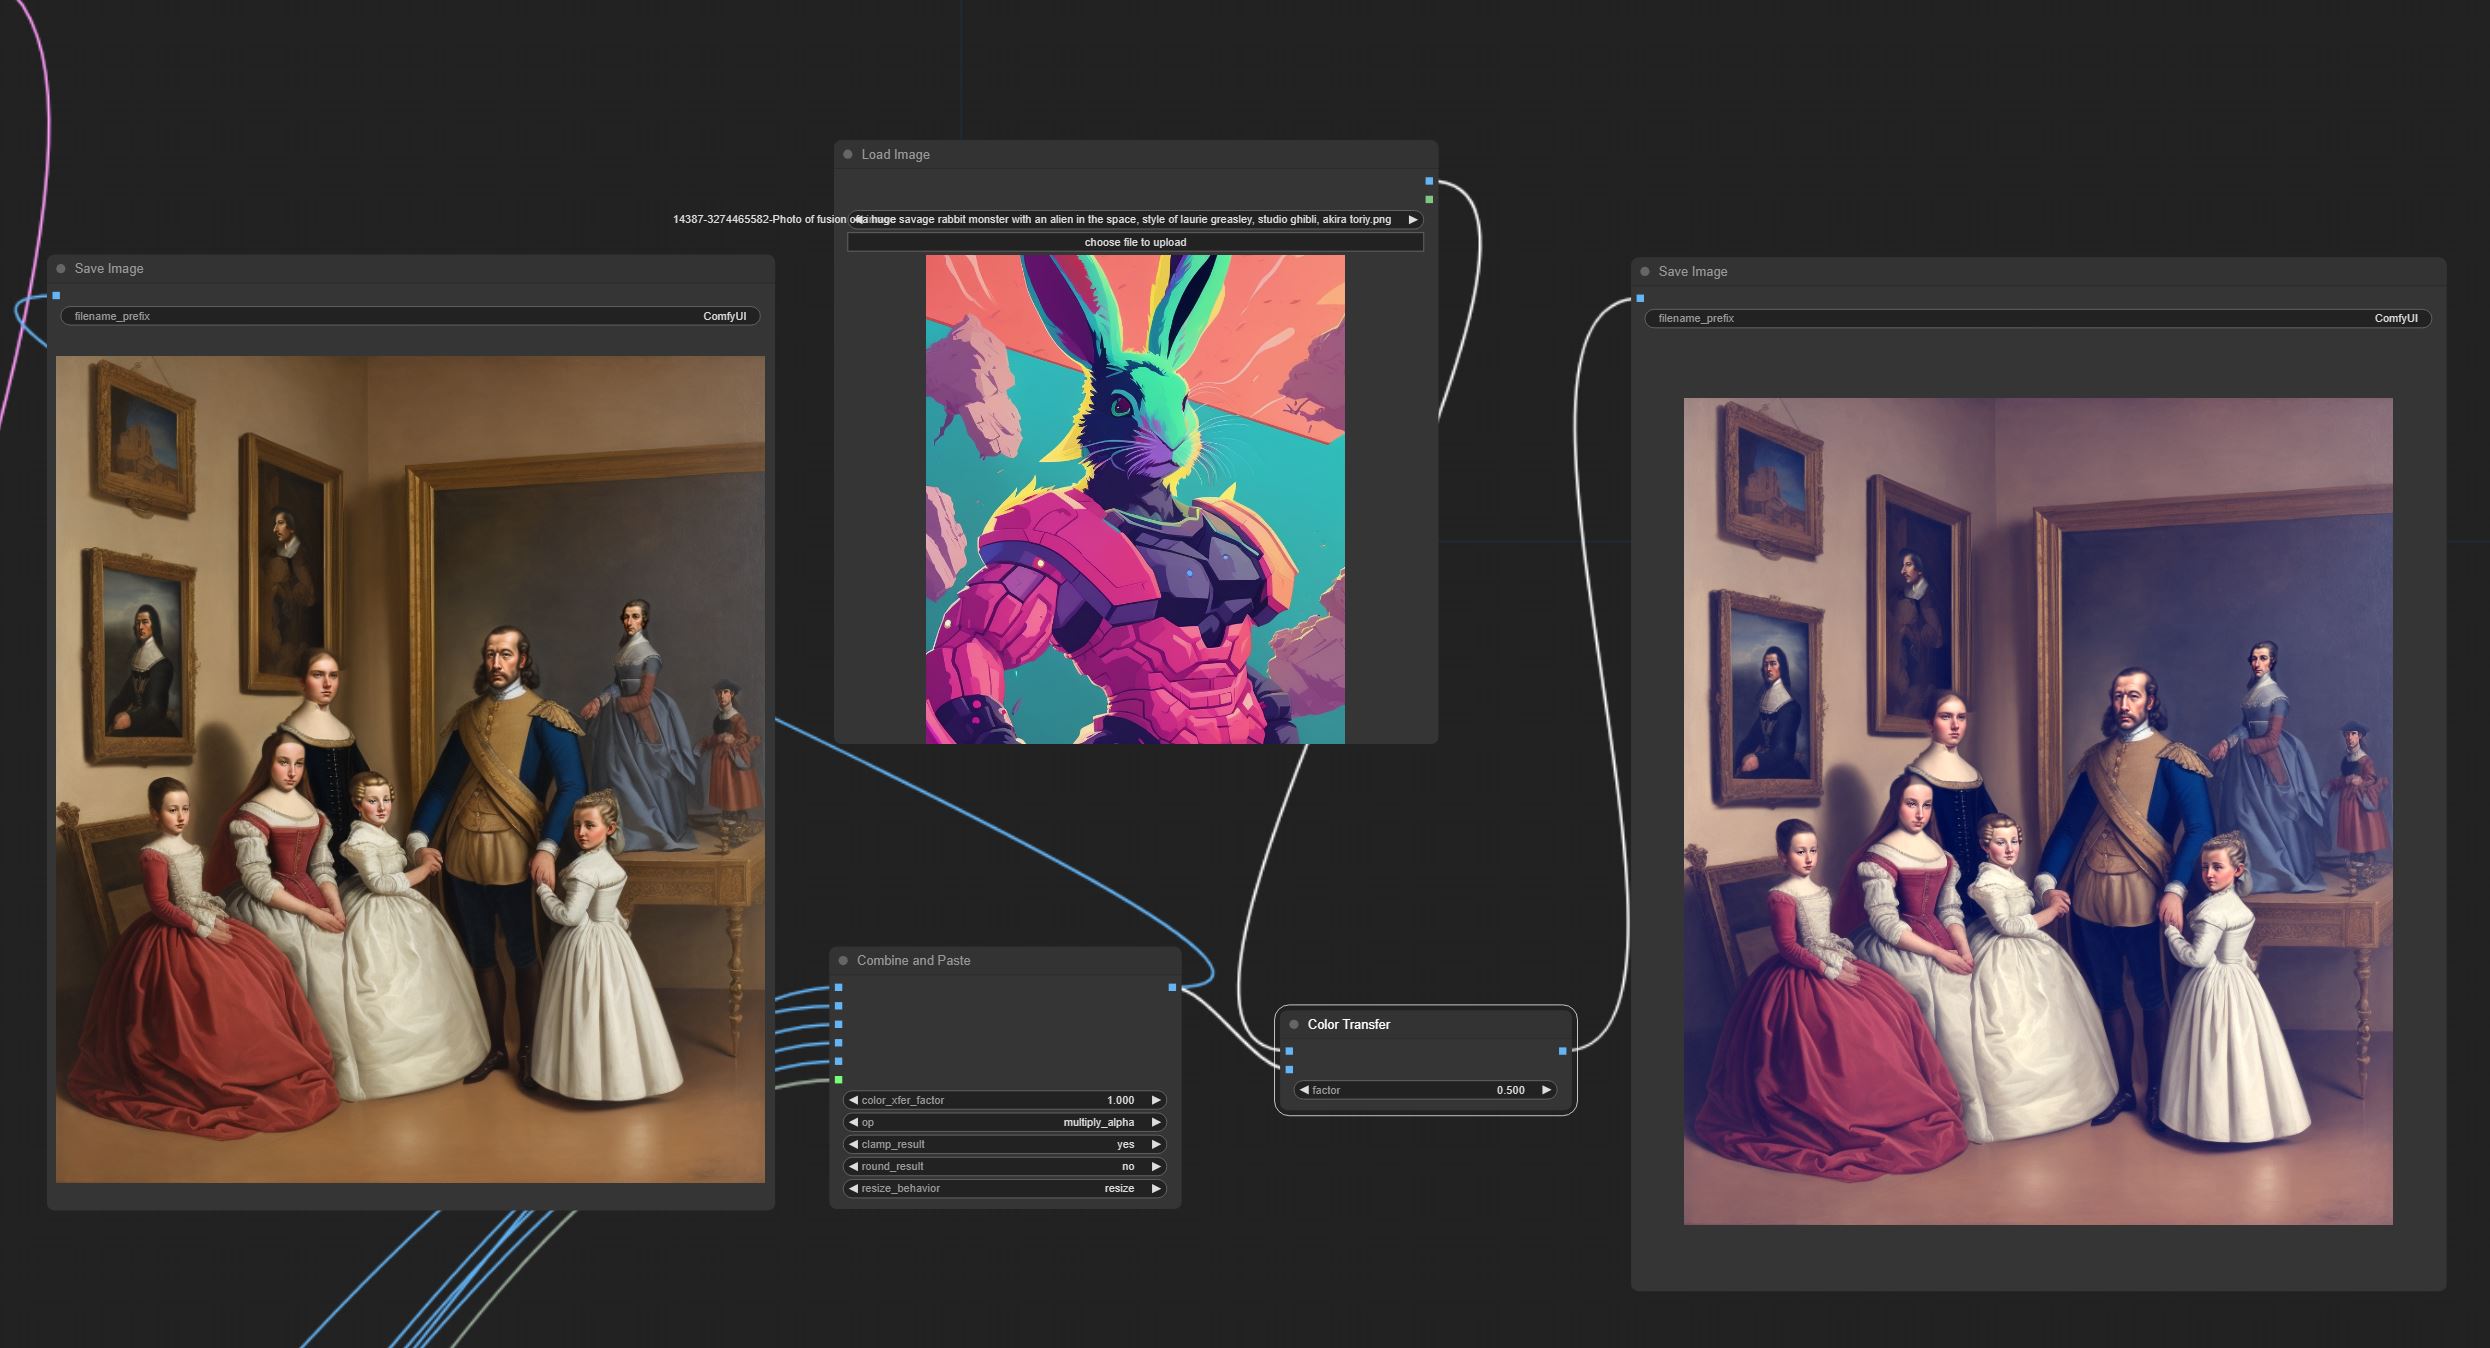 Load Image
14387-3274465582-Photo of fusion of a huge savage rabbit monster with an alien in the space, style of laurie greasley, studio ghibli, akira toriy.png
choose file to upload
Save Image
filename_prefix ComfyUI
Save Image
filename_prefix ComfyUI
Combine and Paste
color_xfer_factor 1.000
op multiply_alpha
clamp_result yes
round_result no
resize_behavior resize
Color Transfer
factor 0.500